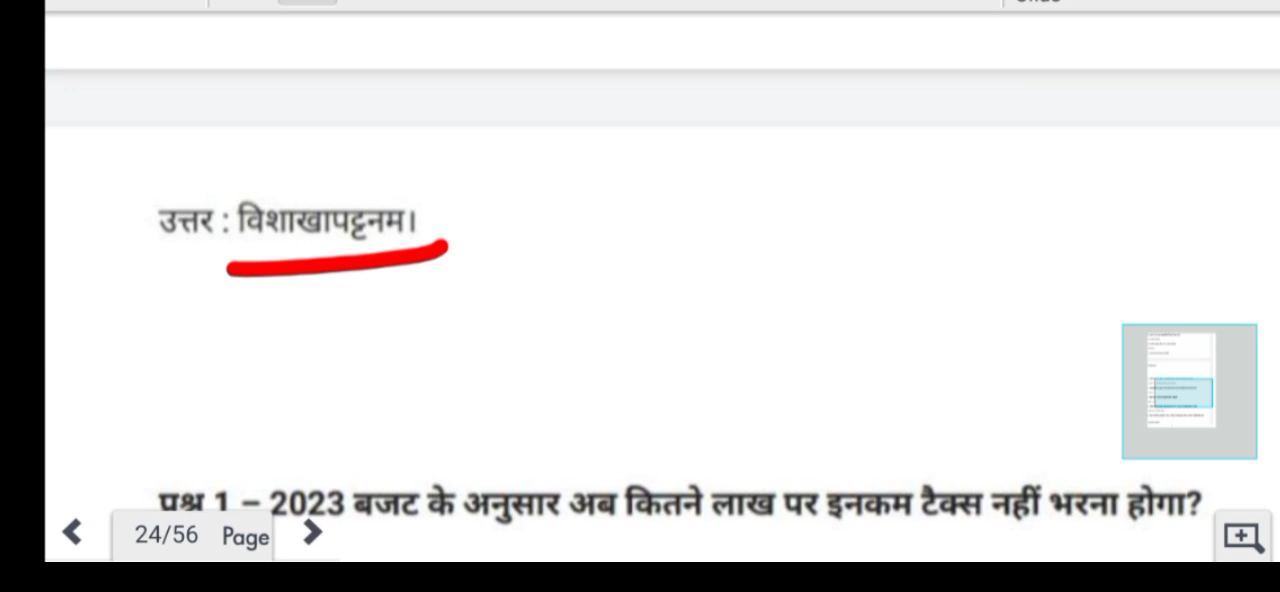 उत्तर : विशाखापट्टनम।
प्रश्न 1 – 2023 बजट के अनुसार अब कितने लाख पर इनकम टैक्स नहीं भरना होगा?
24/56 Page